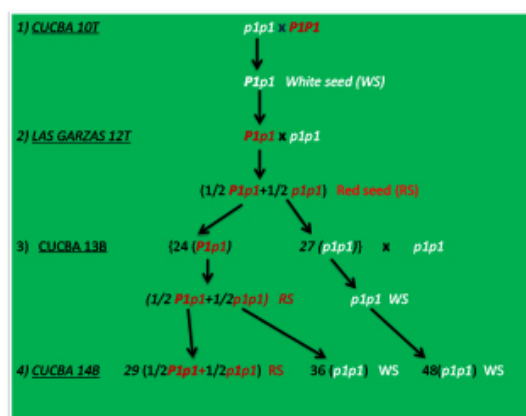 1) CUCBA 10T p1p1 x P1P1
P1p1 White seed (WS)
2) LAS GARZAS 12T P1p1 x p1p1
(1/2 P1p1+1/2 p1p1) Red seed (RS)
3) CUCBA 13B {24 (P1p1) 27 (p1p1)} x p1p1
(1/2 P1p1+1/2p1p1) RS p1p1 WS
4) CUCBA 14B 29 (1/2P1p1+1/2p1p1) RS 36(p1p1) WS 48(p1p1) WS